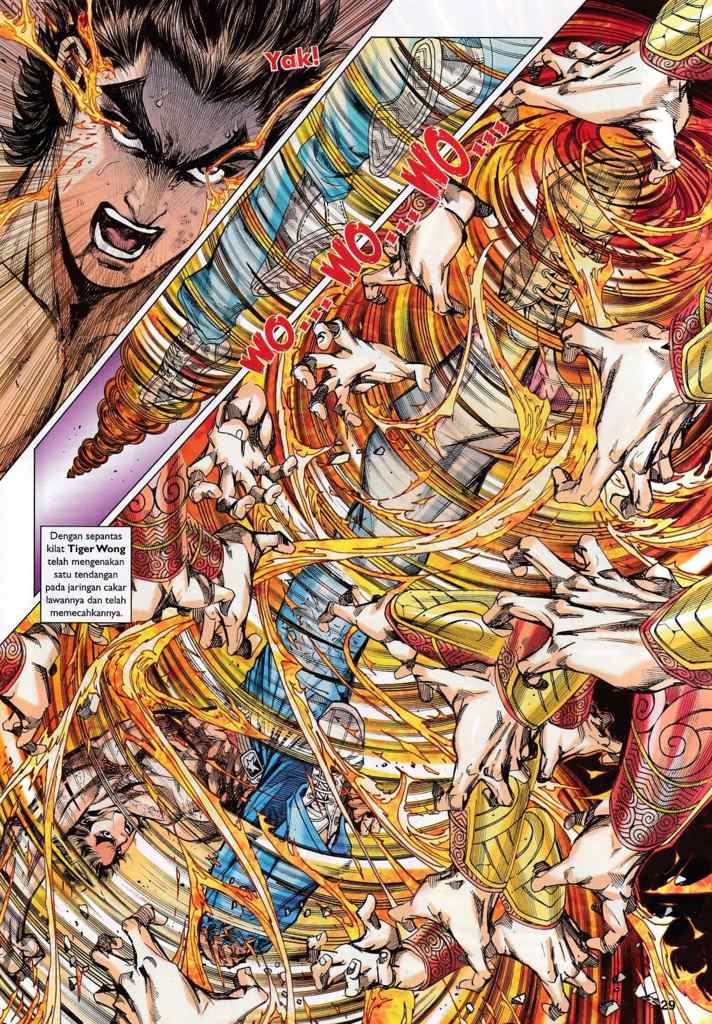 Yak!
WO...
WO...
WO...
Dengan sepantas
kilat Tiger Wong
telah mengenakan
satu tendangan
pada jaringan cakar
lawannya dan telah
memecahkannya.
29